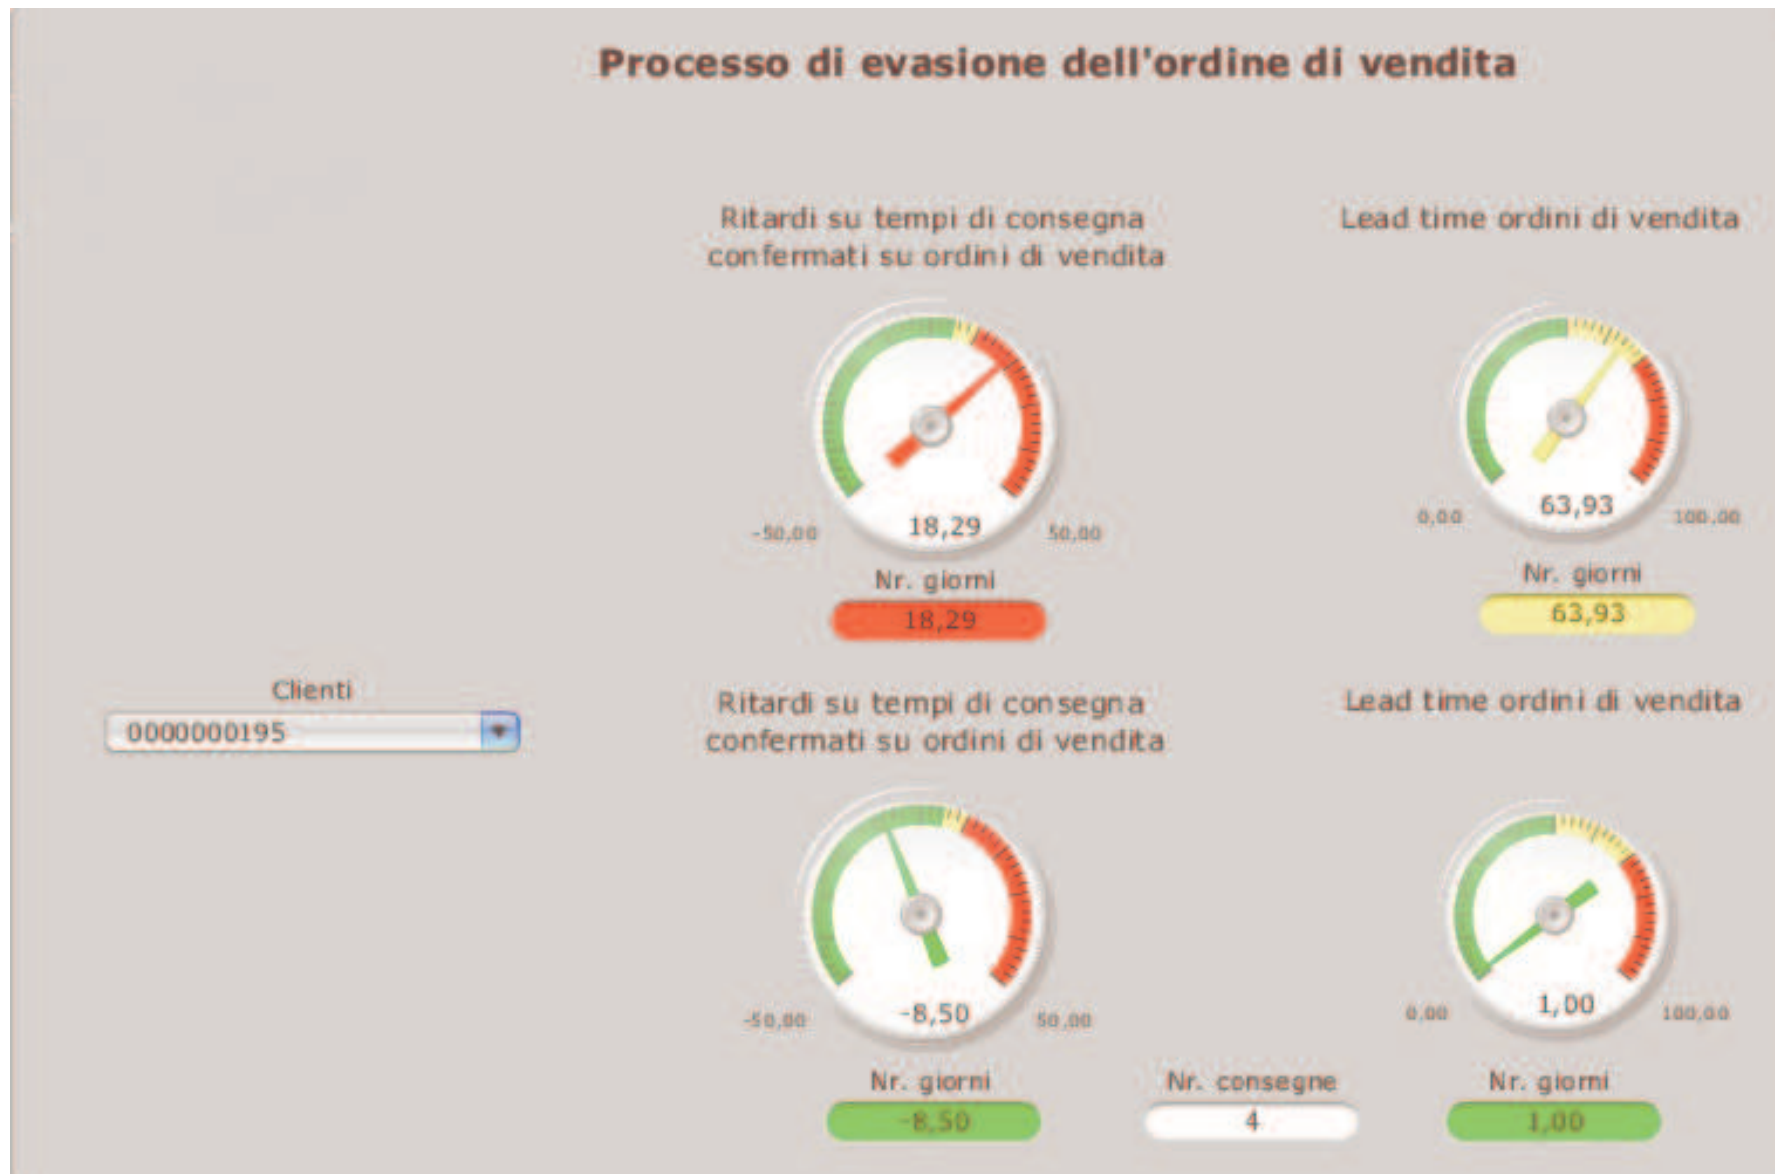 Processo di evasione dell'ordine di vendita
Ritardi su tempi di consegna
confermati su ordini di vendita
Lead time ordini di vendita
-50,00
18,29
50,00
0,00
63,93
100,00
Nr. giorni
18,29
Nr. giorni
63,93
Clienti
0000000195
Ritardi su tempi di consegna
confermati su ordini di vendita
Lead time ordini di vendita
-50,00
-8,50
50,00
0,00
1,00
100,00
Nr. giorni
-8,50
Nr. consegne
4
Nr. giorni
1,00